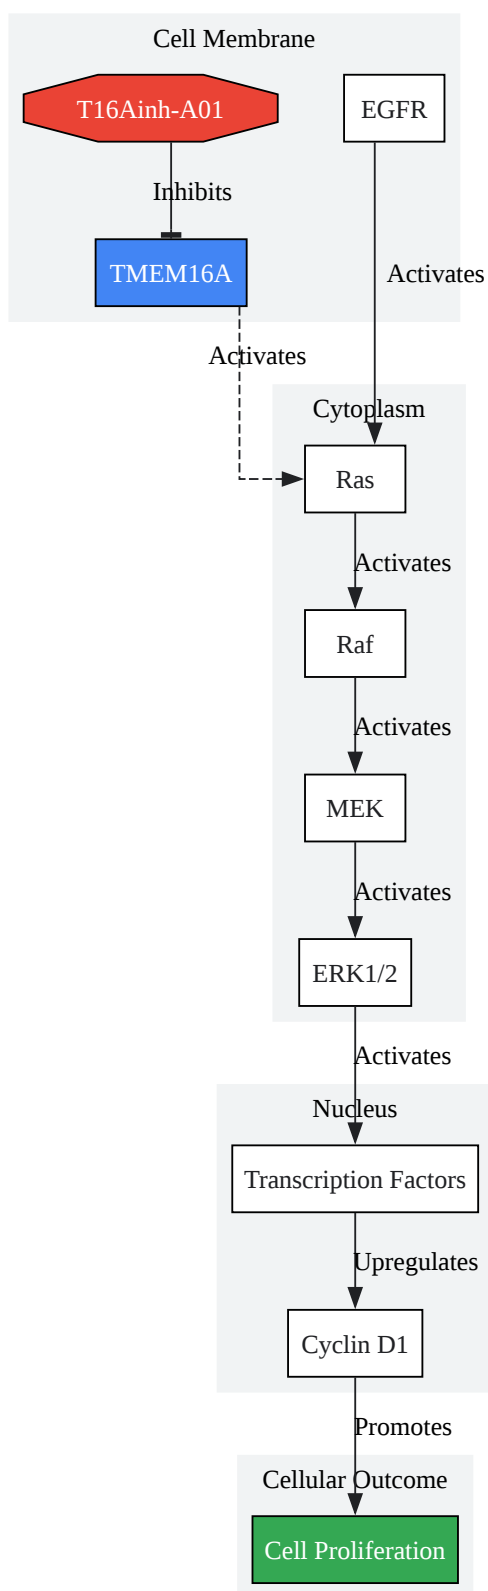 Cell Membrane
T16Ainh-A01
EGFR
Inhibits
TMEM16A
Activates
Activates
Cytoplasm
Ras
Activates
Raf
Activates
MEK
Activates
ERK1/2
Activates
Nucleus
Transcription Factors
Upregulates
Cyclin D1
Promotes
Cellular Outcome
Cell Proliferation